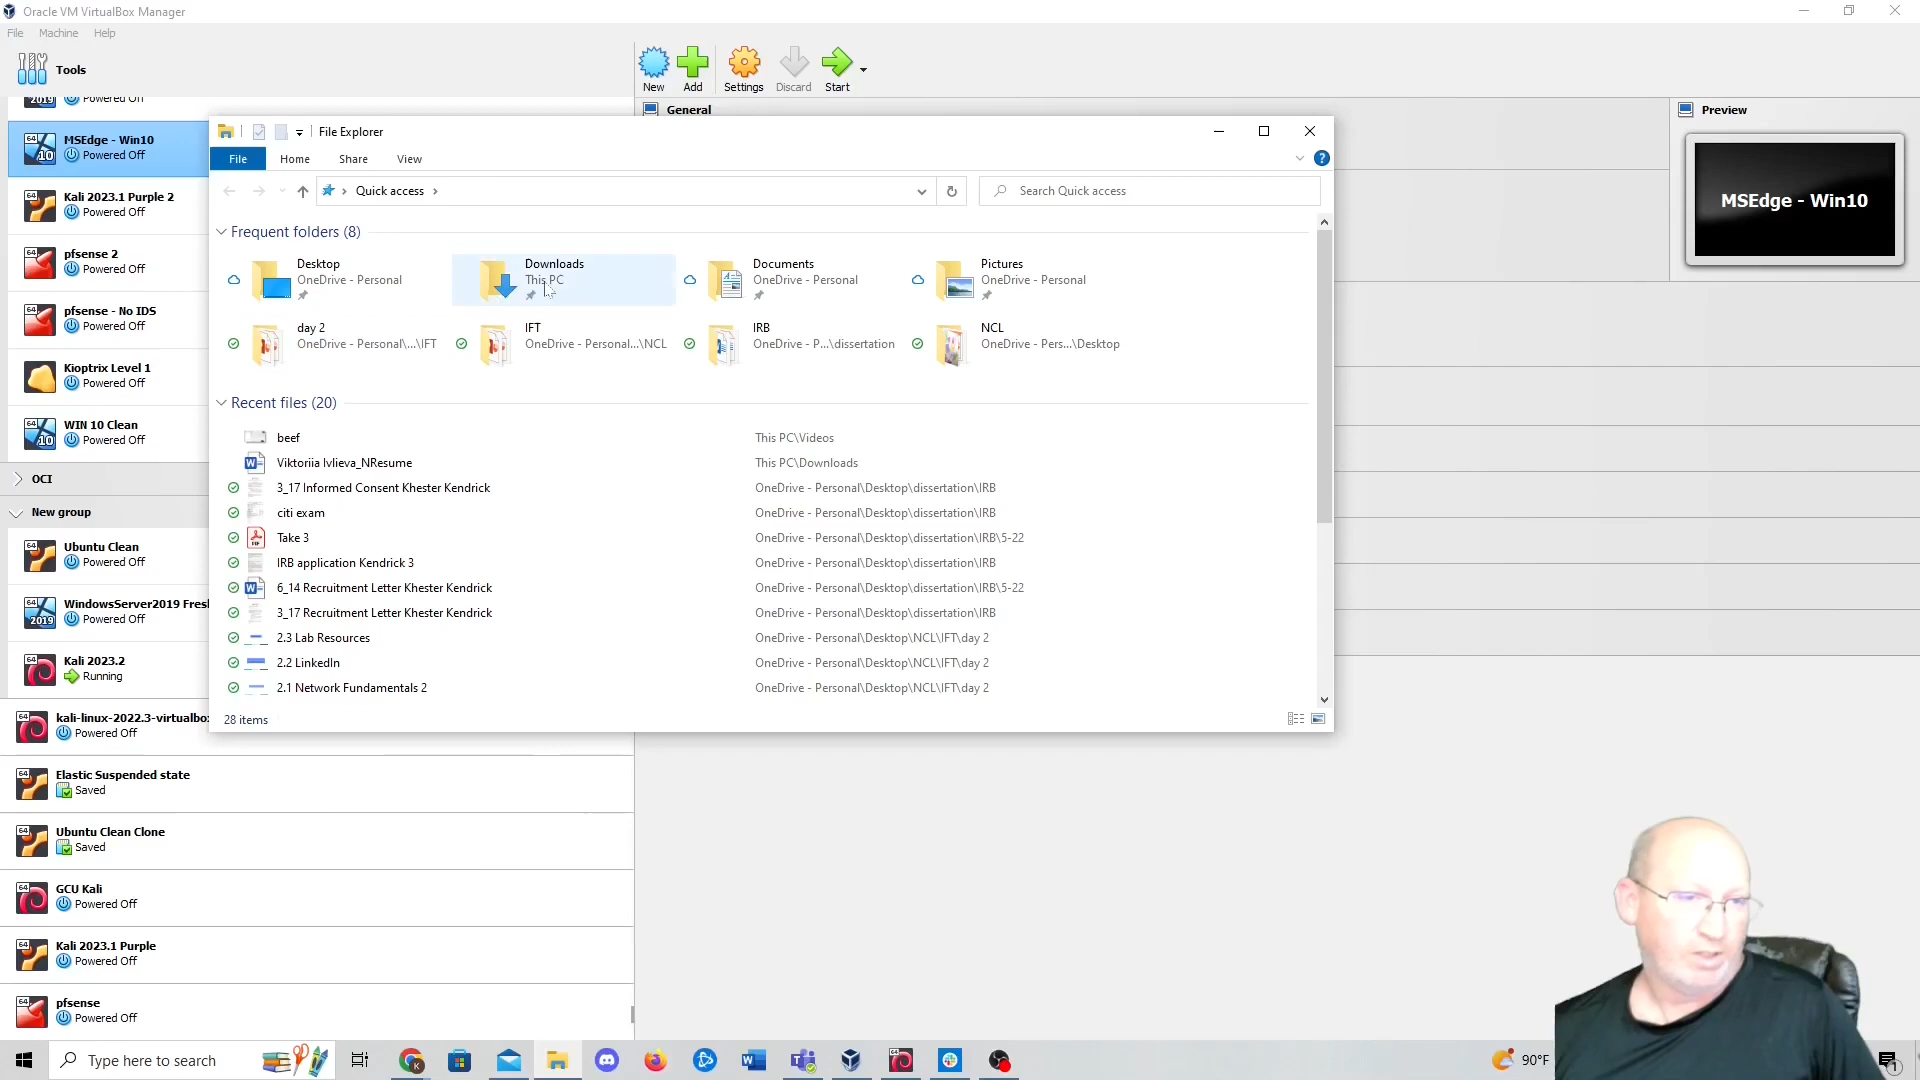 Oracle VM VirtualBox Manager
File Machine Help
Tools
New Add Settings Discard Start
2019 Powered Off
General
Preview
MSEdge - Win10
Powered Off
MSEdge - Win10
Kali 2023.1 Purple 2
Powered Off
pfsense 2
Powered Off
pfsense - No IDS
Powered Off
Kioptrix Level 1
Powered Off
WIN 10 Clean
Powered Off
OCI
New group
Ubuntu Clean
Powered Off
WindowsServer2019 Fresh
Powered Off
Kali 2023.2
Running
kali-linux-2022.3-virtualbo
Powered Off
Elastic Suspended state
Saved
Ubuntu Clean Clone
Saved
GCU Kali
Powered Off
Kali 2023.1 Purple
Powered Off
pfsense
Powered Off
File Explorer
File Home Share View
Quick access
Search Quick access
Frequent folders (8)
Desktop
OneDrive - Personal
Downloads
This PC
Documents
OneDrive - Personal
Pictures
OneDrive - Personal
day 2
OneDrive - Personal\...\IFT
IFT
OneDrive - Personal...\NCL
IRB
OneDrive - P...\dissertation
NCL
OneDrive - Pers...\Desktop
Recent files (20)
beef This PC\Videos
Viktoriia Ivlieva_NResume This PC\Downloads
3_17 Informed Consent Khester Kendrick OneDrive - Personal\Desktop\dissertation\IRB
citi exam OneDrive - Personal\Desktop\dissertation\IRB
Take 3 OneDrive - Personal\Desktop\dissertation\IRB\5-22
IRB application Kendrick 3 OneDrive - Personal\Desktop\dissertation\IRB
6_14 Recruitment Letter Khester Kendrick OneDrive - Personal\Desktop\dissertation\IRB\5-22
3_17 Recruitment Letter Khester Kendrick OneDrive - Personal\Desktop\dissertation\IRB
2.3 Lab Resources OneDrive - Personal\Desktop\NCL\IFT\day 2
2.2 LinkedIn OneDrive - Personal\Desktop\NCL\IFT\day 2
2.1 Network Fundamentals 2 OneDrive - Personal\Desktop\NCL\IFT\day 2
28 items
Type here to search
90°F
1